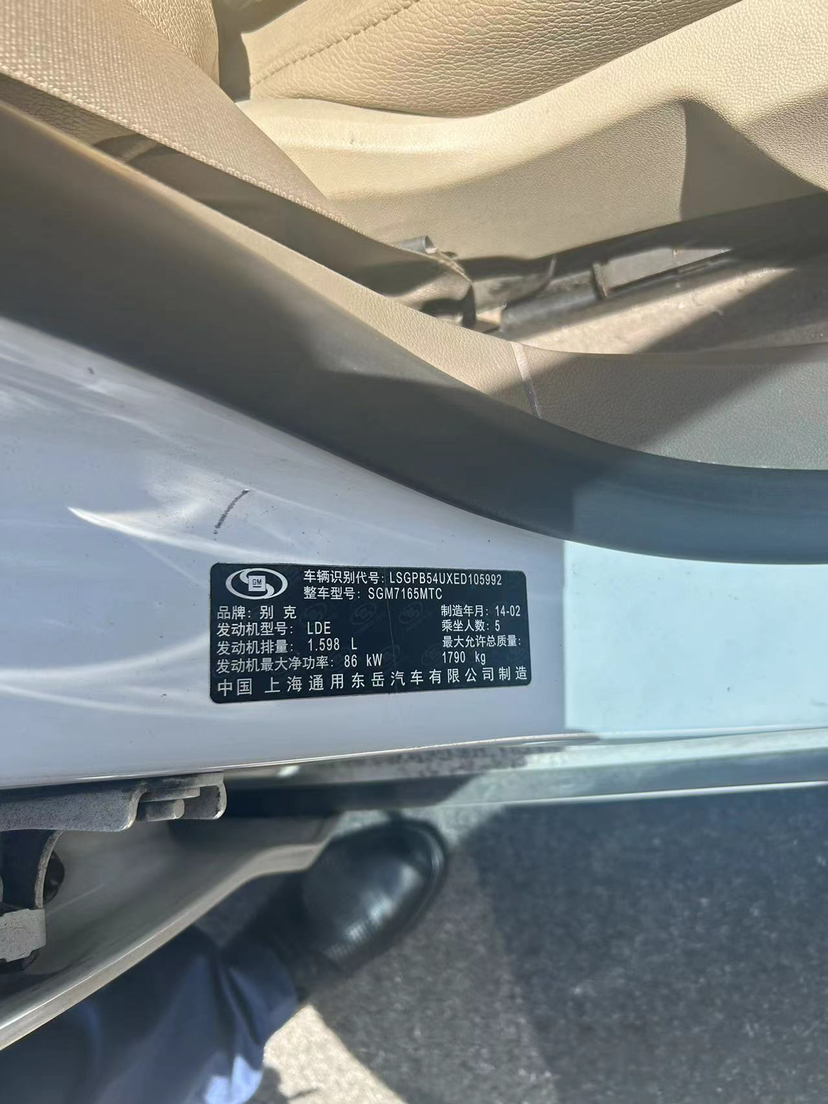 GM
车辆识别代号: LSGPB54UXED105992
整车型号: SGM7165MTC
品牌: 别 克
制造年月: 14-02
发动机型号: LDE
乘坐人数: 5
发动机排量: 1.598 L
最大允许总质量:
发动机最大净功率: 86 kW
1790 kg
中国 上海通用东岳汽车有限公司制造